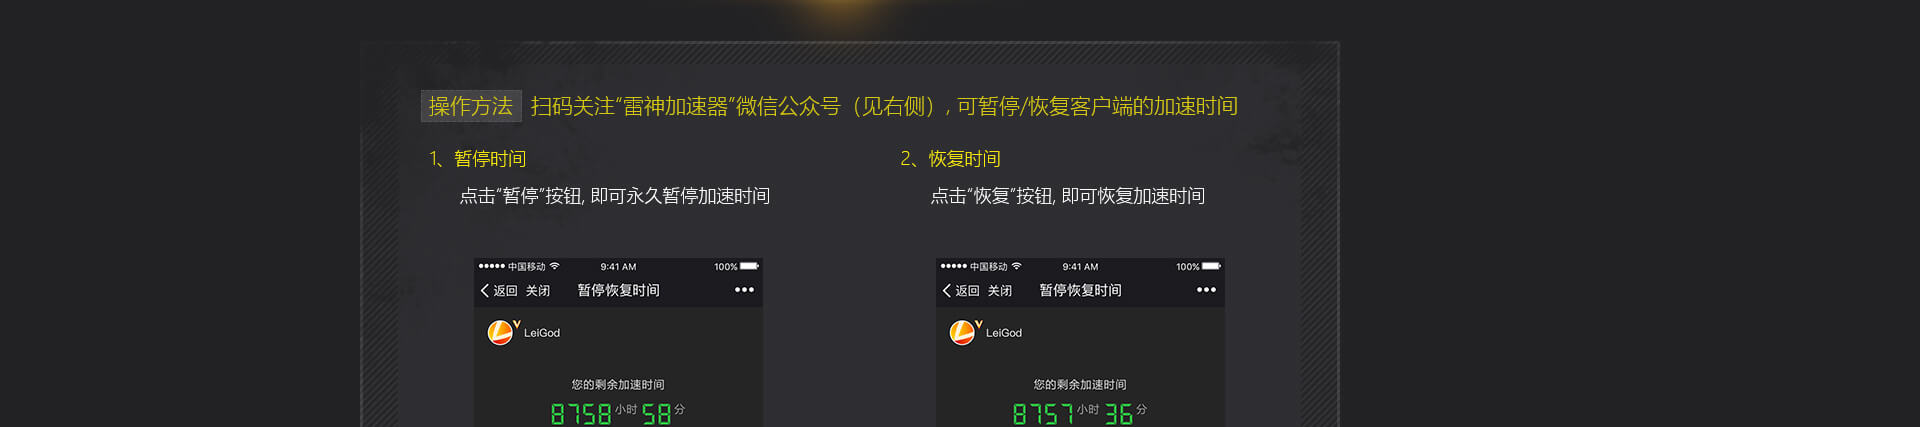 操作方法 扫码关注“雷神加速器”微信公众号（见右侧）, 可暂停/恢复客户端的加速时间
1、暂停时间
点击“暂停”按钮, 即可永久暂停加速时间
中国移动 9:41 AM 100%
返回 关闭 暂停恢复时间 •••
LeiGod
您的剩余加速时间
8758 小时 58 分
2、恢复时间
点击“恢复”按钮, 即可恢复加速时间
中国移动 9:41 AM 100%
返回 关闭 暂停恢复时间 •••
LeiGod
您的剩余加速时间
8757 小时 36 分